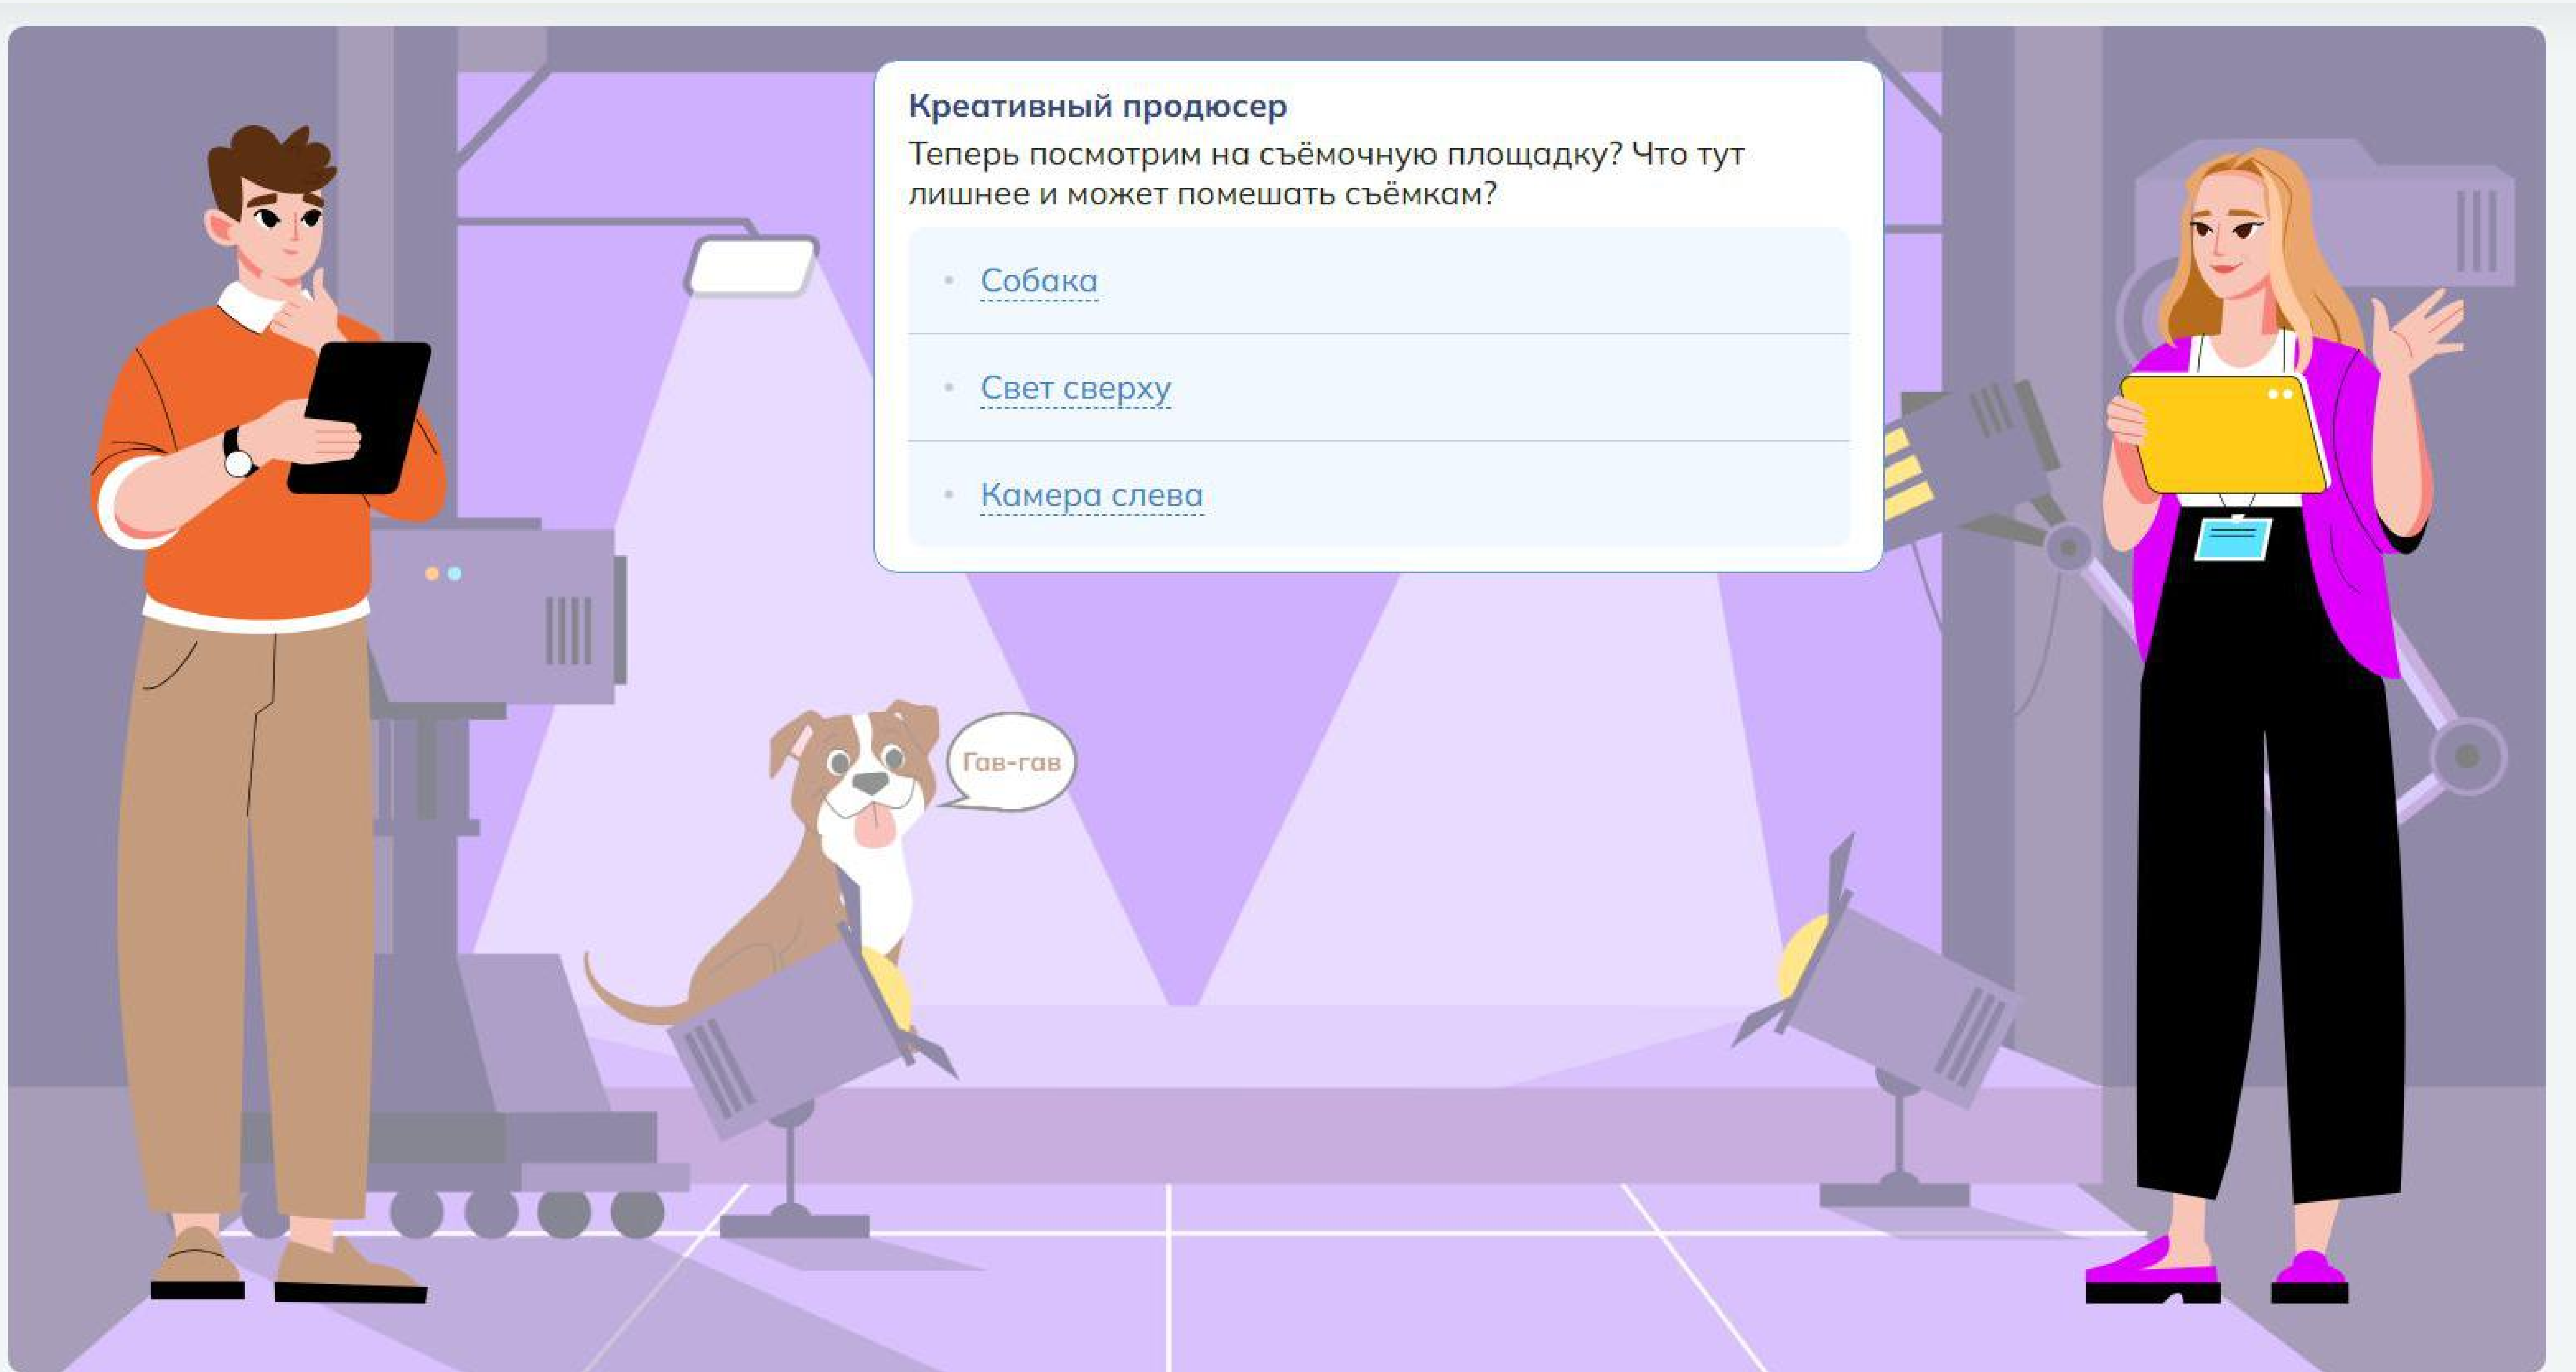 Креативный продюсер
Теперь посмотрим на съёмочную площадку? Что тут
лишнее и может помешать съёмкам?
Собака
Свет сверху
Камера слева
Гав-гав